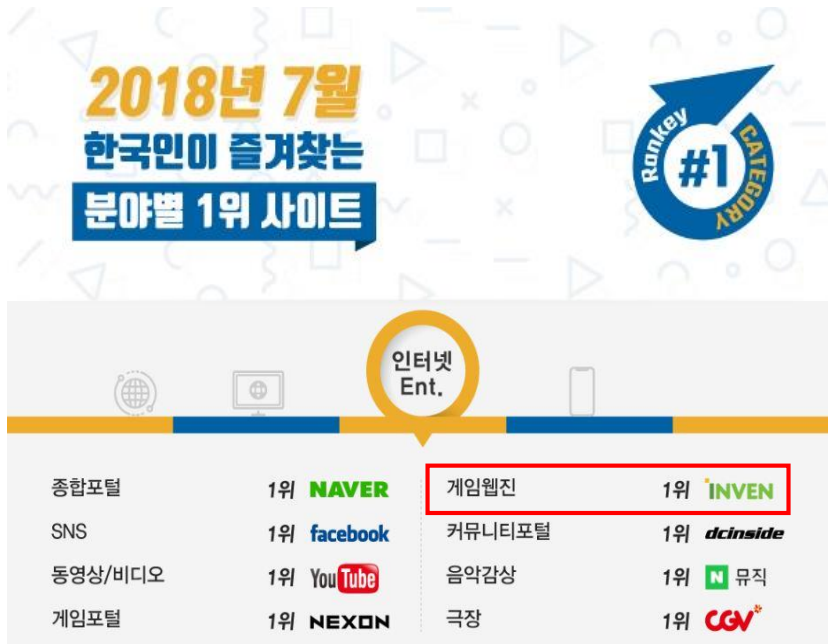 2018년 7월
한국인이 즐겨찾는
분야별 1위 사이트
Rankey
#1
CATEGORY
인터넷
Ent.
종합포털 1위 NAVER
SNS 1위 facebook
동영상/비디오 1위 YouTube
게임포털 1위 NEXON
게임웹진 1위 INVEN
커뮤니티포털 1위 dcinside
음악감상 1위 N 뮤직
극장 1위 CGV